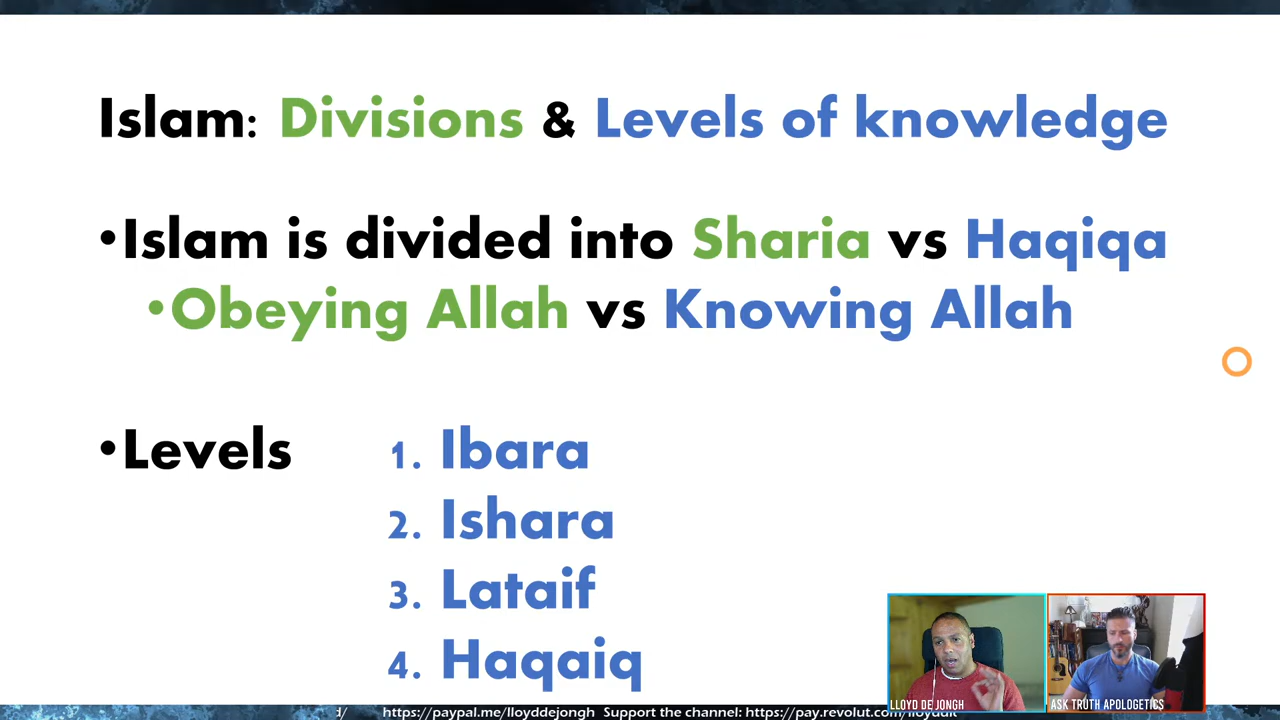 Islam: Divisions & Levels of knowledge
•Islam is divided into Sharia vs Haqiqa
•Obeying Allah vs Knowing Allah
•Levels
1. Ibara
2. Ishara
3. Lataif
4. Haqaiq
LLOYD DE JONGH
ASK TRUTH APOLOGETICS
https://paypal.me/lloyddejongh Support the channel: